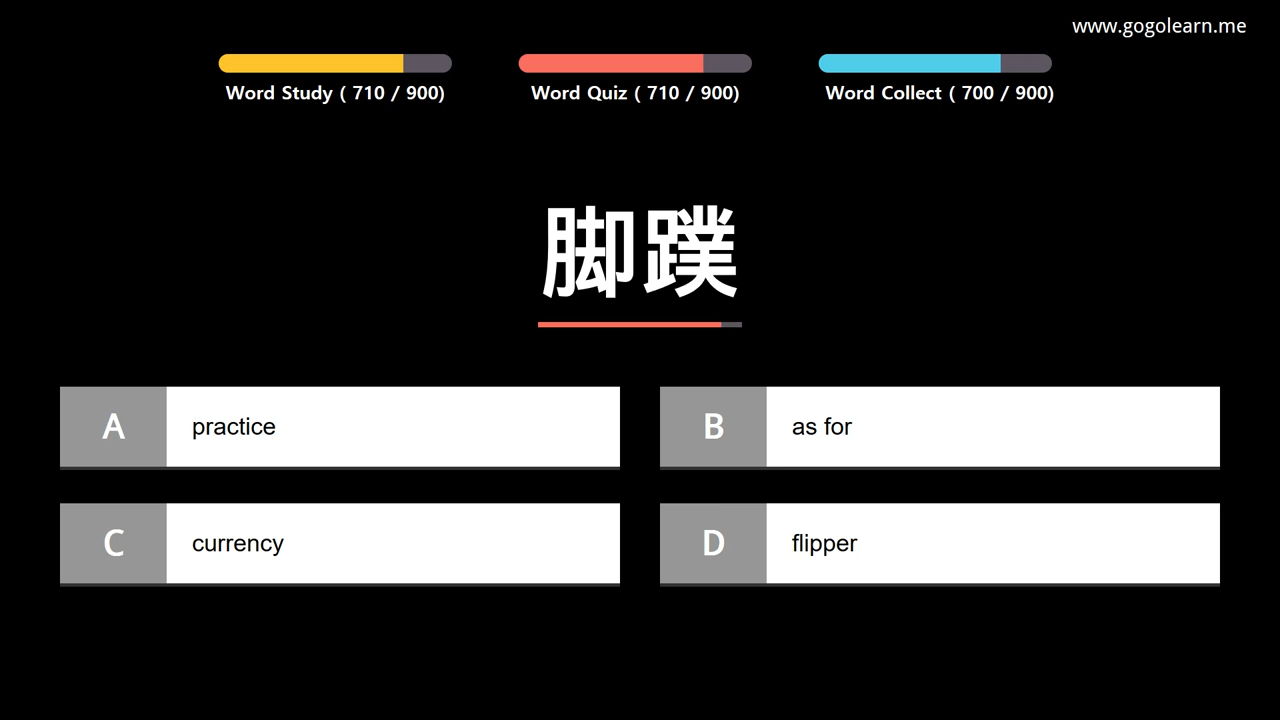 www.gogolearn.me
Word Study ( 710 / 900)
Word Quiz ( 710 / 900)
Word Collect ( 700 / 900)
脚蹼
A practice
B as for
C currency
D flipper